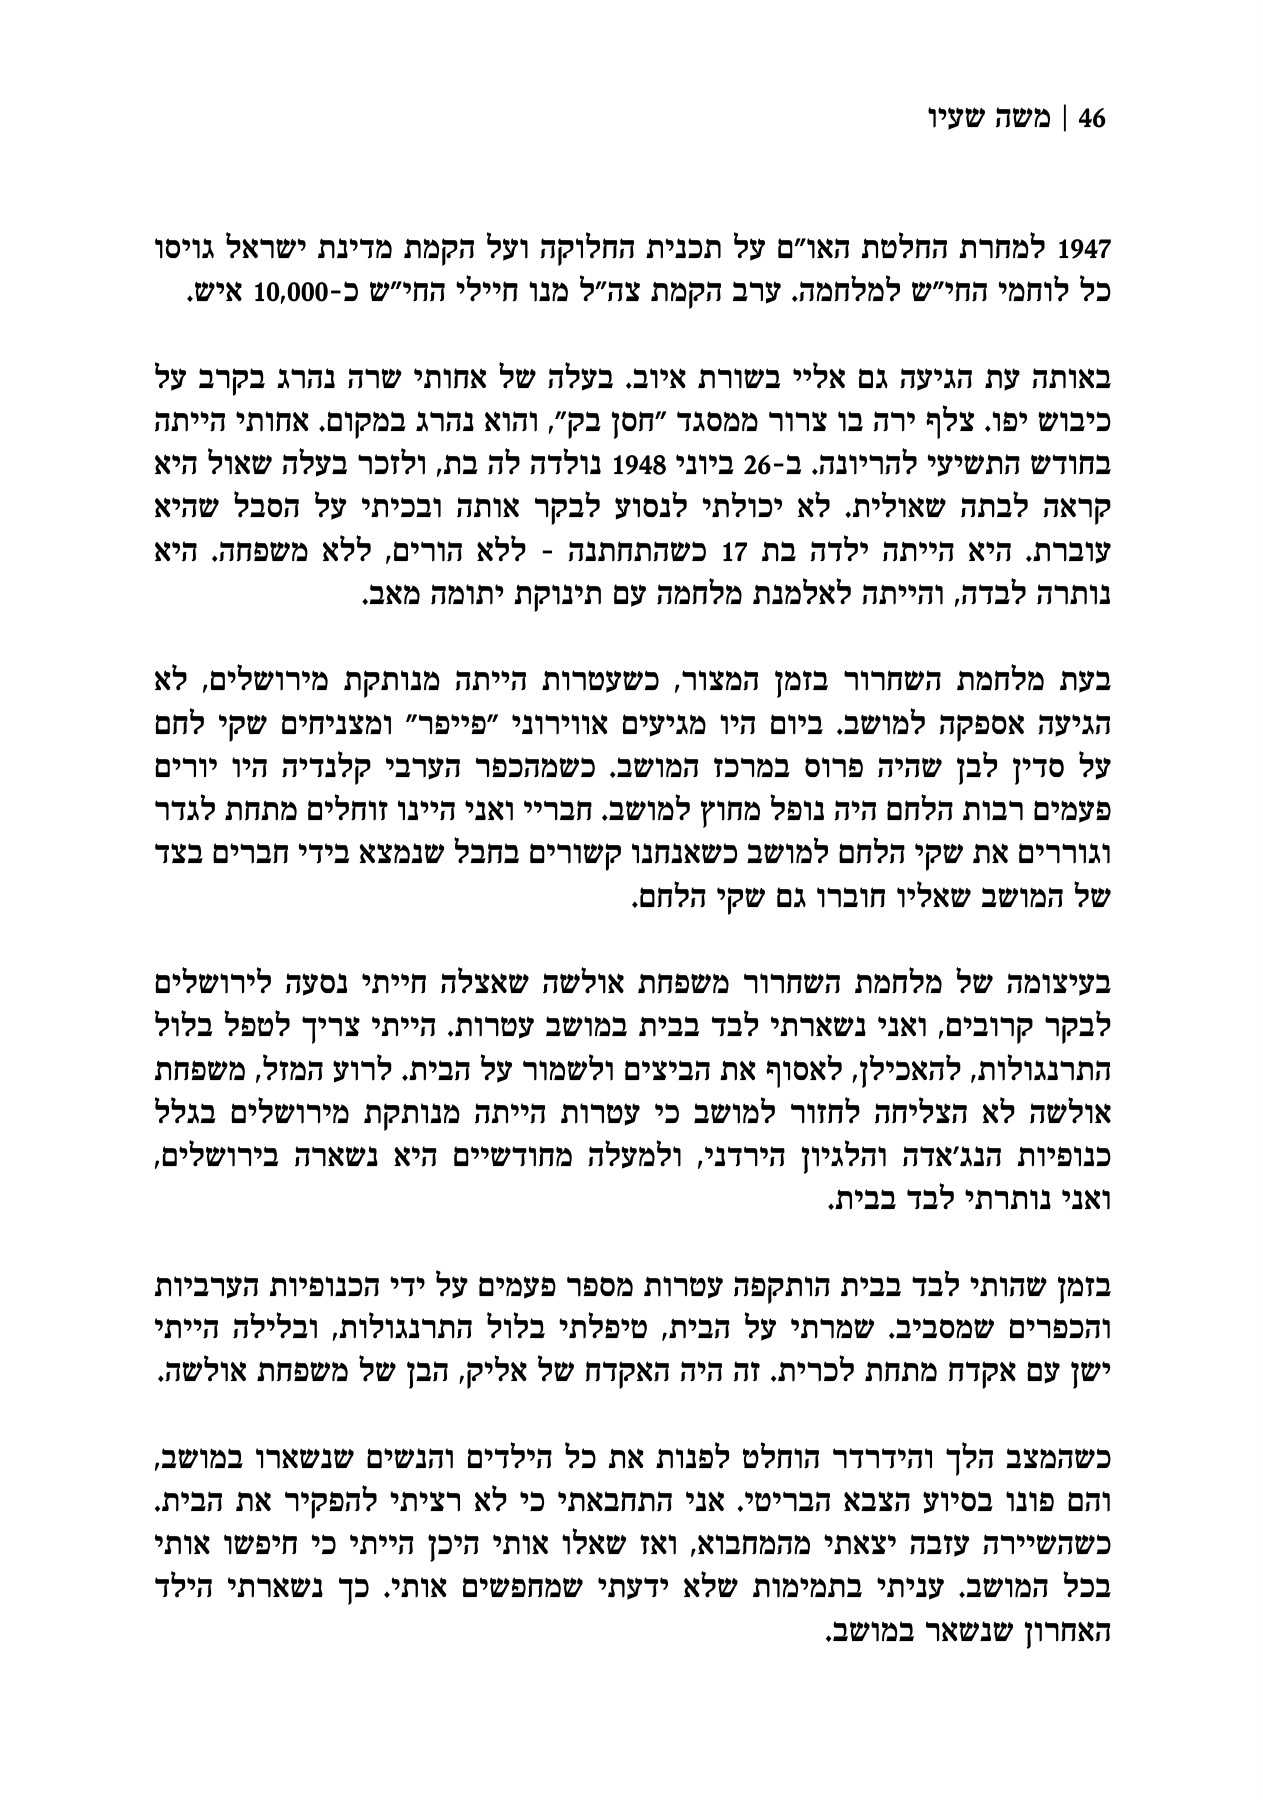 46 | משה שעיו
1947 למחרת החלטת האו"ם על תכנית החלוקה ועל הקמת מדינת ישראל גויסו
כל לוחמי החי"ש למלחמה. ערב הקמת צה"ל מנו חיילי החי"ש כ-10,000 איש.
באותה עת הגיעה גם אליי בשורת איוב. בעלה של אחותי שרה נהרג בקרב על
כיבוש יפו. צלף ירה בו צרור ממסגד "חסן בק", והוא נהרג במקום. אחותי הייתה
בחודש התשיעי להריונה. ב-26 ביוני 1948 נולדה לה בת, ולזכר בעלה שאול היא
קראה לבתה שאולית. לא יכולתי לנסוע לבקר אותה ובכיתי על הסבל שהיא
עוברת. היא הייתה ילדה בת 17 כשהתחתנה - ללא הורים, ללא משפחה. היא
נותרה לבדה, והייתה לאלמנת מלחמה עם תינוקת יתומה מאב.
בעת מלחמת השחרור בזמן המצור, כשעטרות הייתה מנותקת מירושלים, לא
הגיעה אספקה למושב. ביום היו מגיעים אווירוני "פייפר" ומצניחים שקי לחם
על סדין לבן שהיה פרוס במרכז המושב. כשמהכפר הערבי קלנדיה היו יורים
פעמים רבות הלחם היה נופל מחוץ למושב. חבריי ואני היינו זוחלים מתחת לגדר
וגוררים את שקי הלחם למושב כשאנחנו קשורים בחבל שנמצא בידי חברים בצד
של המושב שאליו חוברו גם שקי הלחם.
בעיצומה של מלחמת השחרור משפחת אולשה שאצלה חייתי נסעה לירושלים
לבקר קרובים, ואני נשארתי לבד בבית במושב עטרות. הייתי צריך לטפל בלול
התרנגולות, להאכילן, לאסוף את הביצים ולשמור על הבית. לרוע המזל, משפחת
אולשה לא הצליחה לחזור למושב כי עטרות הייתה מנותקת מירושלים בגלל
כנופיות הנג'אדה והלגיון הירדני, ולמעלה מחודשיים היא נשארה בירושלים,
ואני נותרתי לבד בבית.
בזמן שהותי לבד בבית הותקפה עטרות מספר פעמים על ידי הכנופיות הערביות
והכפרים שמסביב. שמרתי על הבית, טיפלתי בלול התרנגולות, ובלילה הייתי
ישן עם אקדח מתחת לכרית. זה היה האקדח של אליק, הבן של משפחת אולשה.
כשהמצב הלך והידרדר הוחלט לפנות את כל הילדים והנשים שנשארו במושב,
והם פונו בסיוע הצבא הבריטי. אני התחבאתי כי לא רציתי להפקיר את הבית.
כשהשיירה עזבה יצאתי מהמחבוא, ואז שאלו אותי היכן הייתי כי חיפשו אותי
בכל המושב. עניתי בתמימות שלא ידעתי שמחפשים אותי. כך נשארתי הילד
האחרון שנשאר במושב.